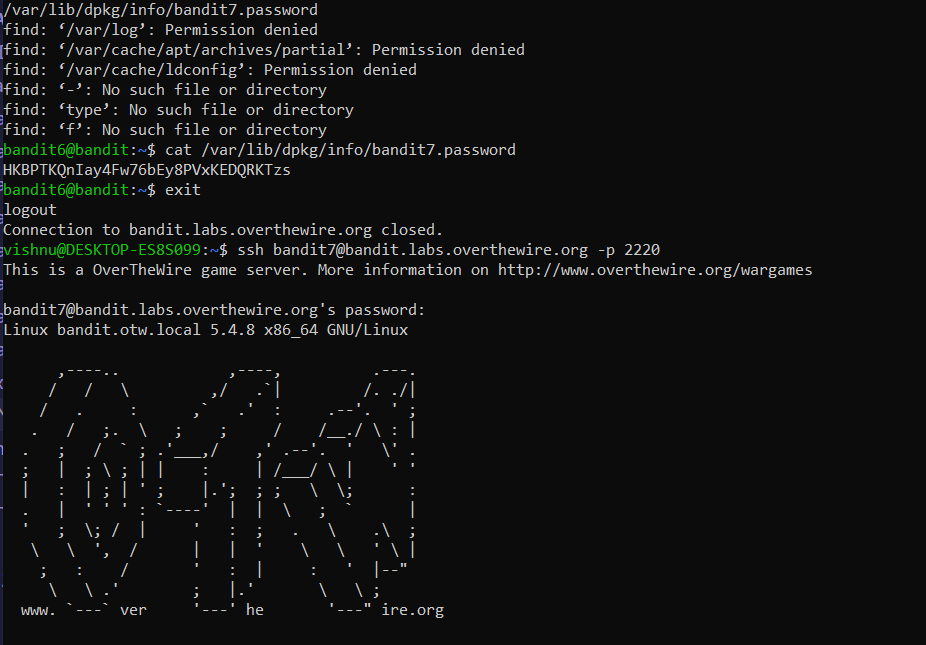 /var/lib/dpkg/info/bandit7.password
find: ‘/var/log’: Permission denied
find: ‘/var/cache/apt/archives/partial’: Permission denied
find: ‘/var/cache/ldconfig’: Permission denied
find: ‘-’: No such file or directory
find: ‘type’: No such file or directory
find: ‘f’: No such file or directory
bandit6@bandit:~$ cat /var/lib/dpkg/info/bandit7.password
HKBPTKQnIay4Fw76bEy8PVxKEDQRKTzs
bandit6@bandit:~$ exit
logout
Connection to bandit.labs.overthewire.org closed.
vishnu@DESKTOP-ES8S099:~$ ssh bandit7@bandit.labs.overthewire.org -p 2220
This is a OverTheWire game server. More information on http://www.overthewire.org/wargames
bandit7@bandit.labs.overthewire.org's password:
Linux bandit.otw.local 5.4.8 x86_64 GNU/Linux
www. `---` ver '---' he '---" ire.org